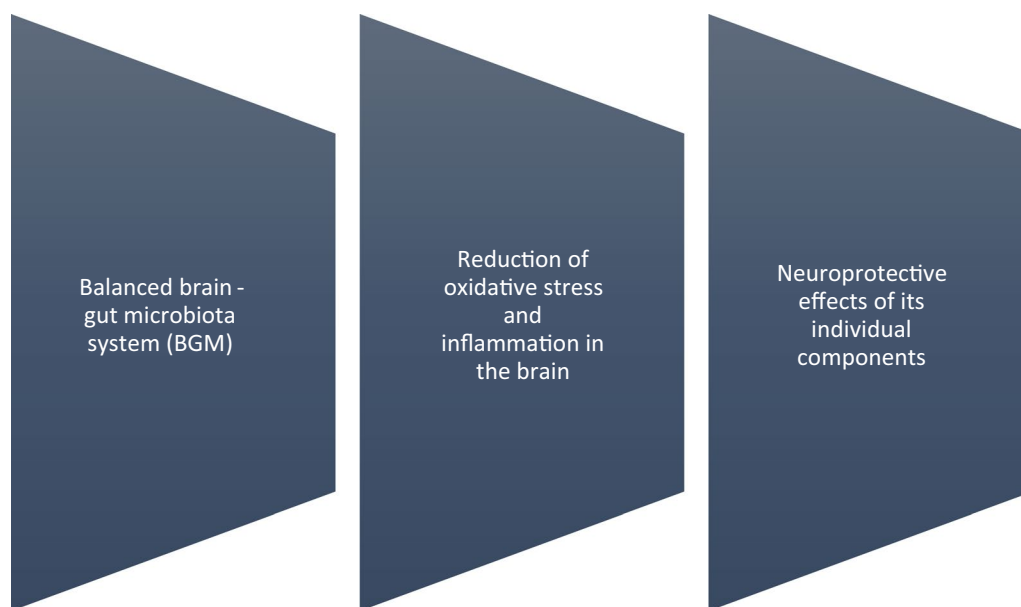 Balanced brain -
gut microbiota
system (BGM)
Reduction of
oxidative stress
and
inflammation in
the brain
Neuroprotective
effects of its
individual
components